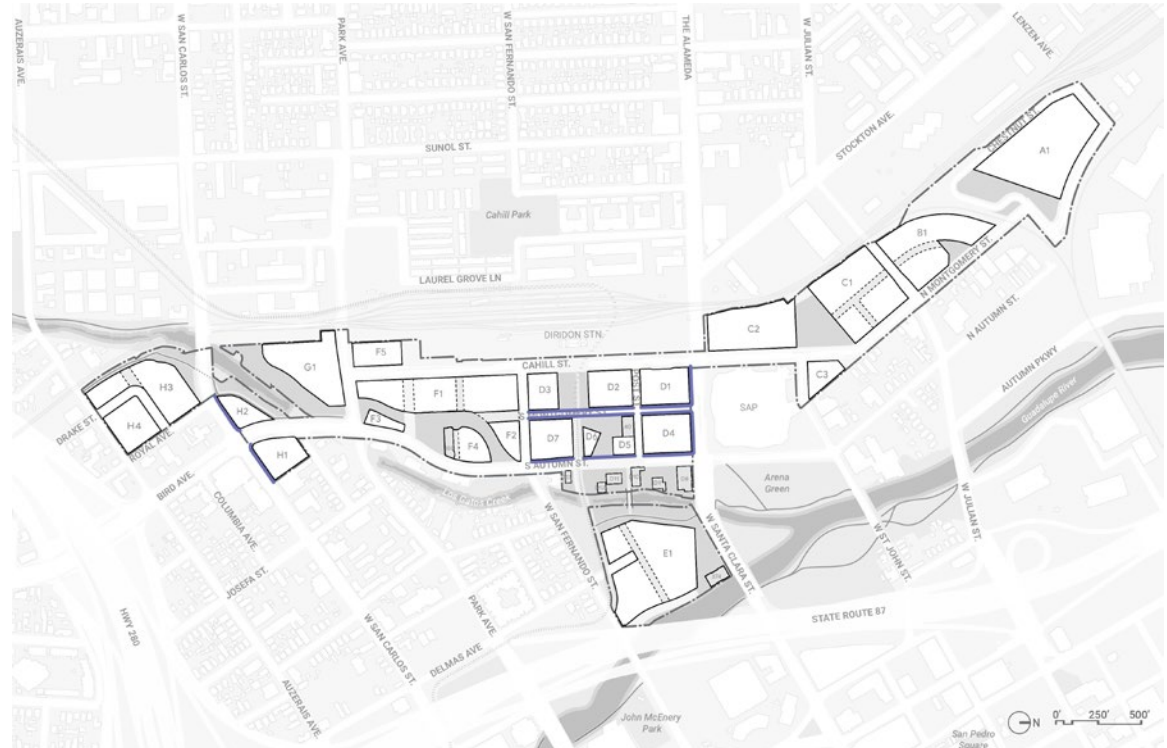 AUZERAIS AVE.
W SAN CARLOS ST.
PARK AVE.
W SAN FERNANDO ST.
THE ALAMEDA
W JULIAN ST.
LENZEN AVE.
STOCKTON AVE.
CHESTNUT ST.
A1
SUNOL ST.
Cahill Park
LAUREL GROVE LN
B1
N MONTGOMERY ST.
C1
N AUTUMN ST.
DIRIDON STN.
C2
AUTUMN PKWY
Guadalupe River
F5
CAHILL ST.
G1
H3
D3
D2
POST ST.
D1
C3
SAP
F1
H2
H4
DRAKE ST.
ROYAL AVE.
F3
F2
F4
D7
D6
D5
D4
S AUTUMN ST.
H1
BIRD AVE.
COLUMBIA AVE.
Los Gatos Creek
Arena
Green
W SAN FERNANDO ST.
W SANTA CLARA ST.
W ST JOHN ST.
W JULIAN ST.
E1
JOSEFA ST.
PARK AVE.
HWY 280
W SAN CARLOS ST.
DELMAS AVE
STATE ROUTE 87
AUZERAIS AVE.
John McEnery
Park
San Pedro
Square
N
0' 250' 500'